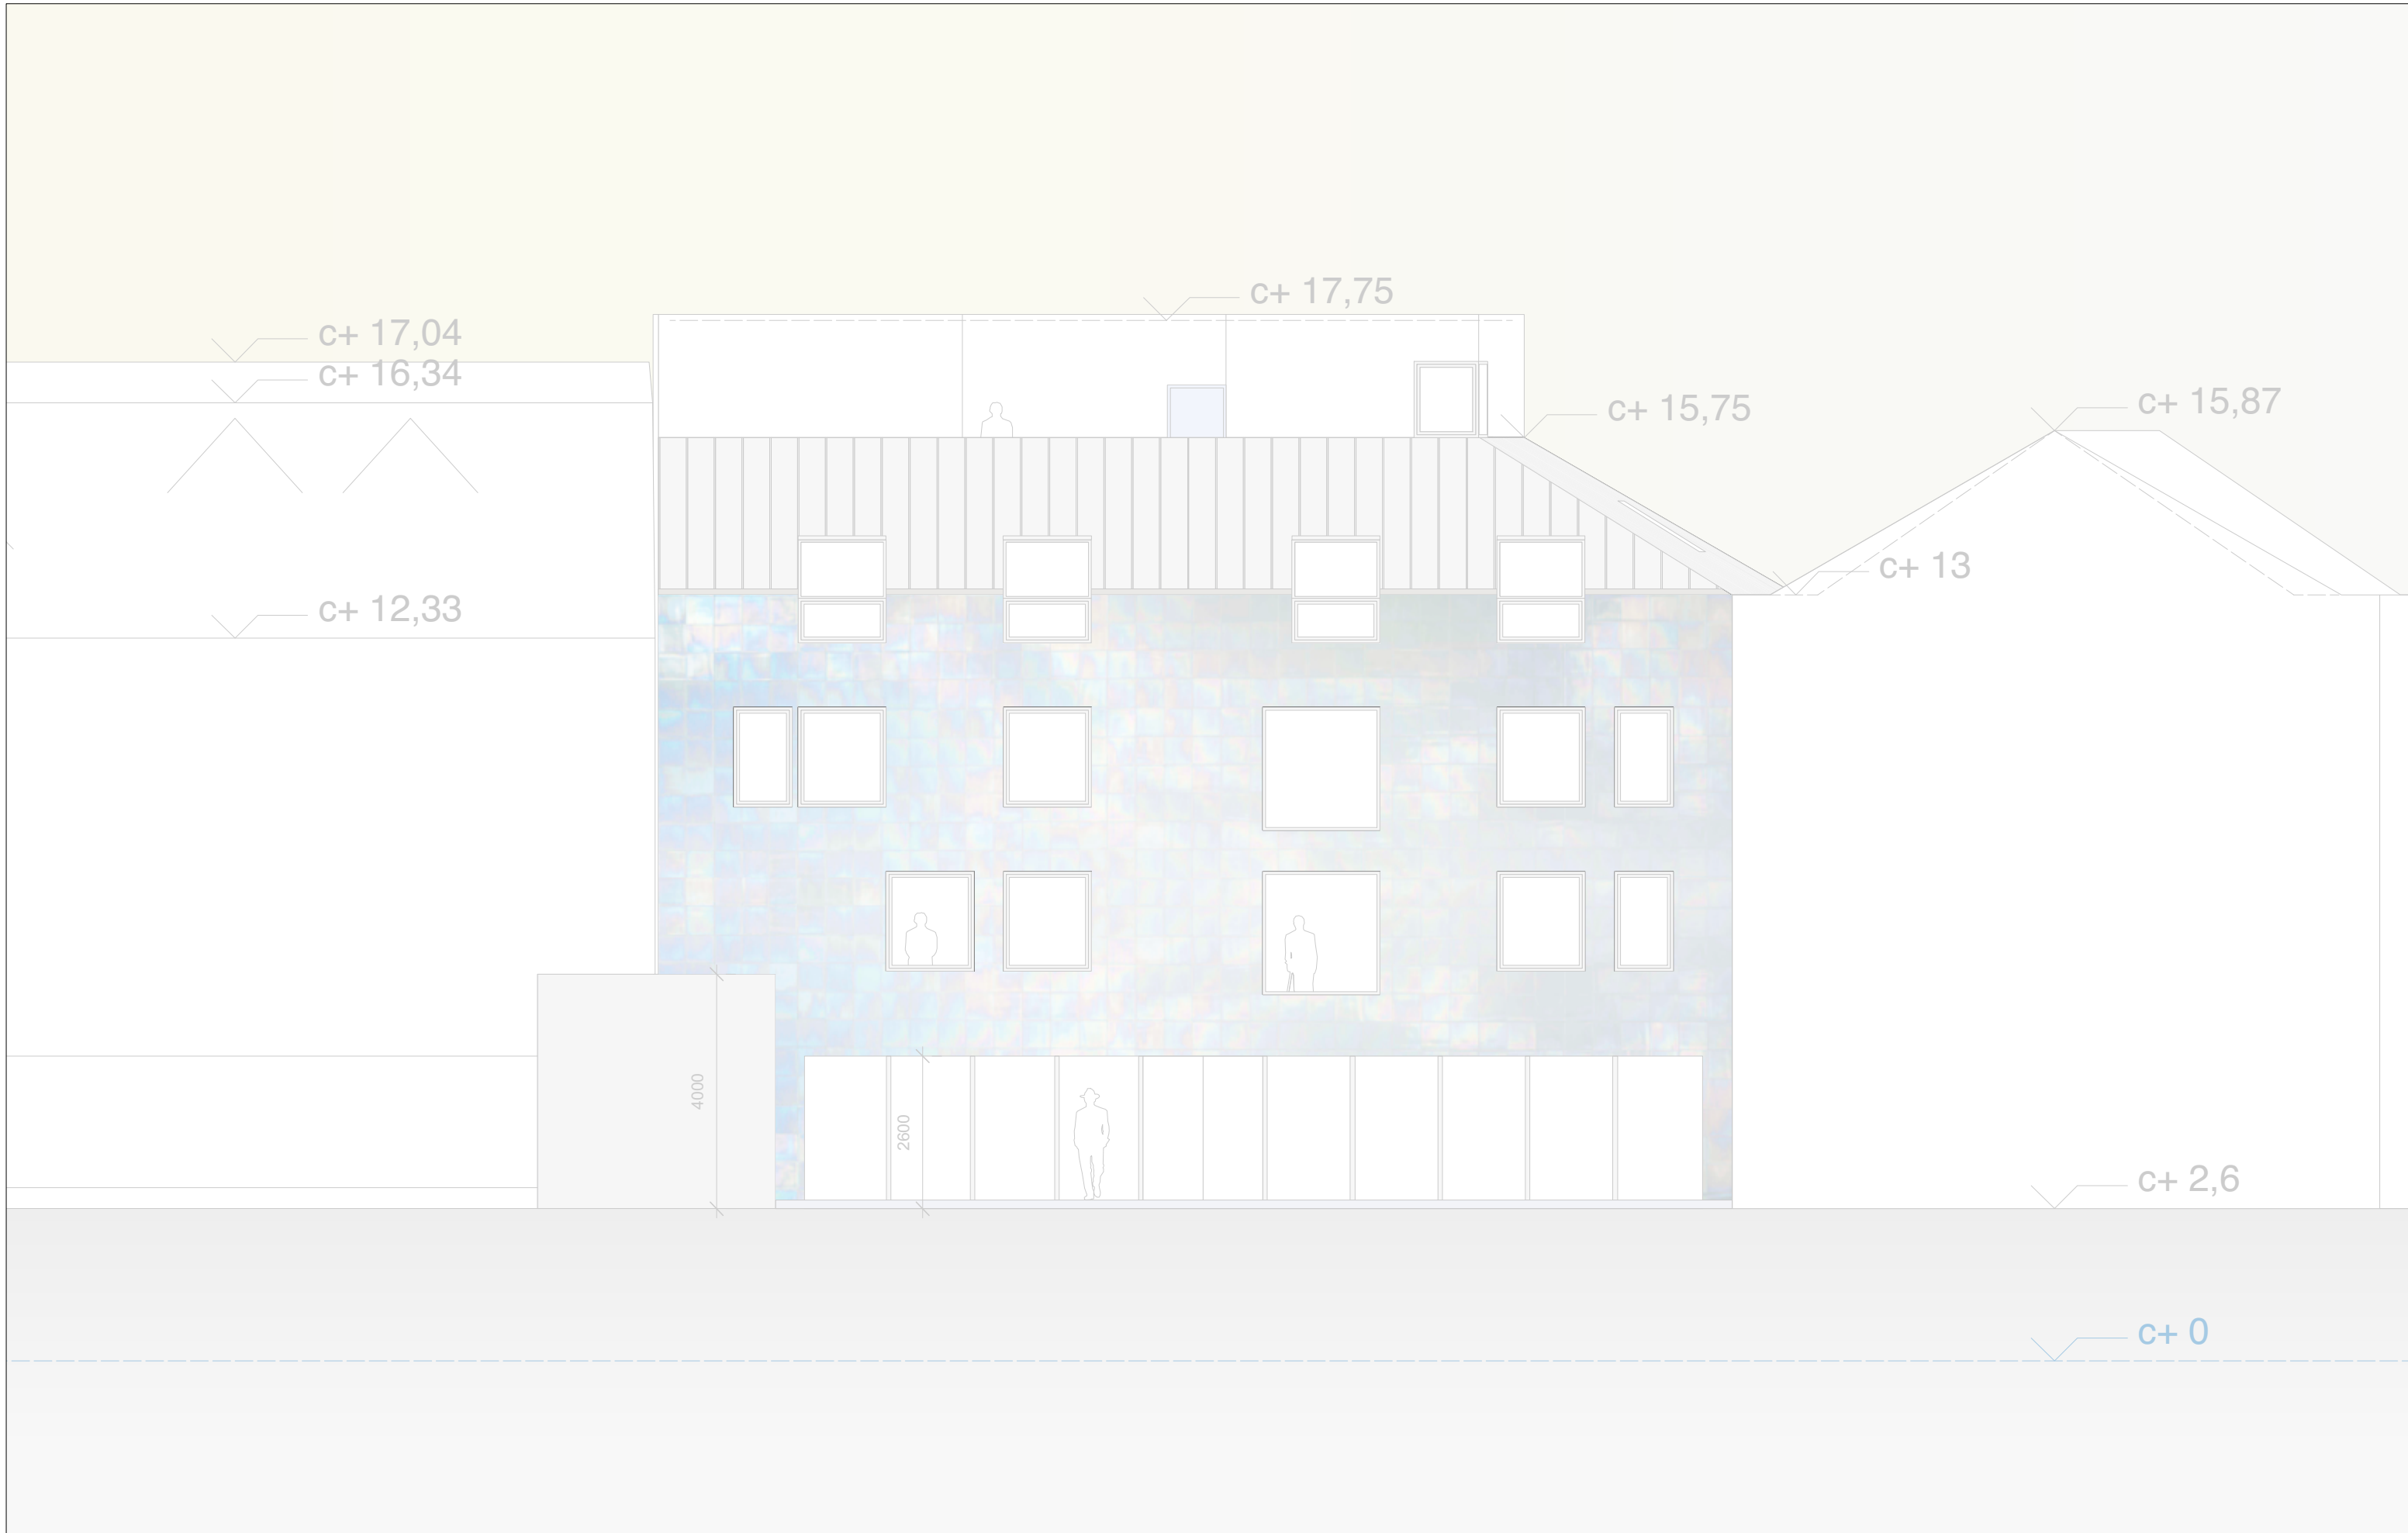 c+ 17,75
c+ 17,04
c+ 16,34
c+ 15,75
c+ 15,87
c+ 13
c+ 12,33
4000
2600
c+ 2,6
c+ 0